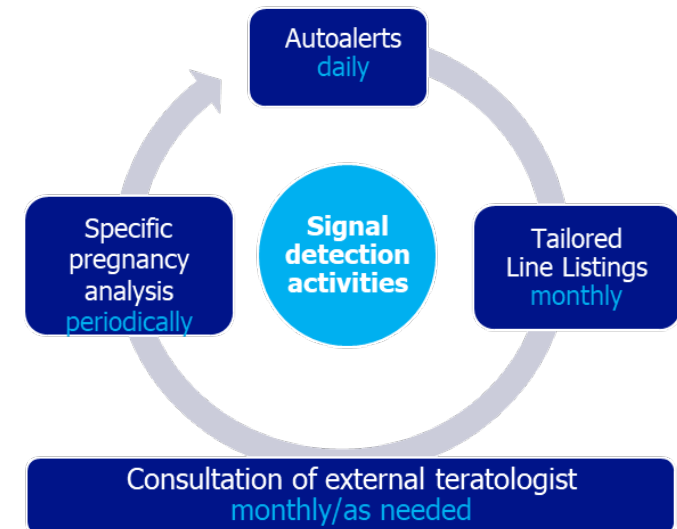 Autoalerts
daily
Signal
detection
activities
Specific
pregnancy
analysis
periodically
Tailored
Line Listings
monthly
Consultation of external teratologist
monthly/as needed